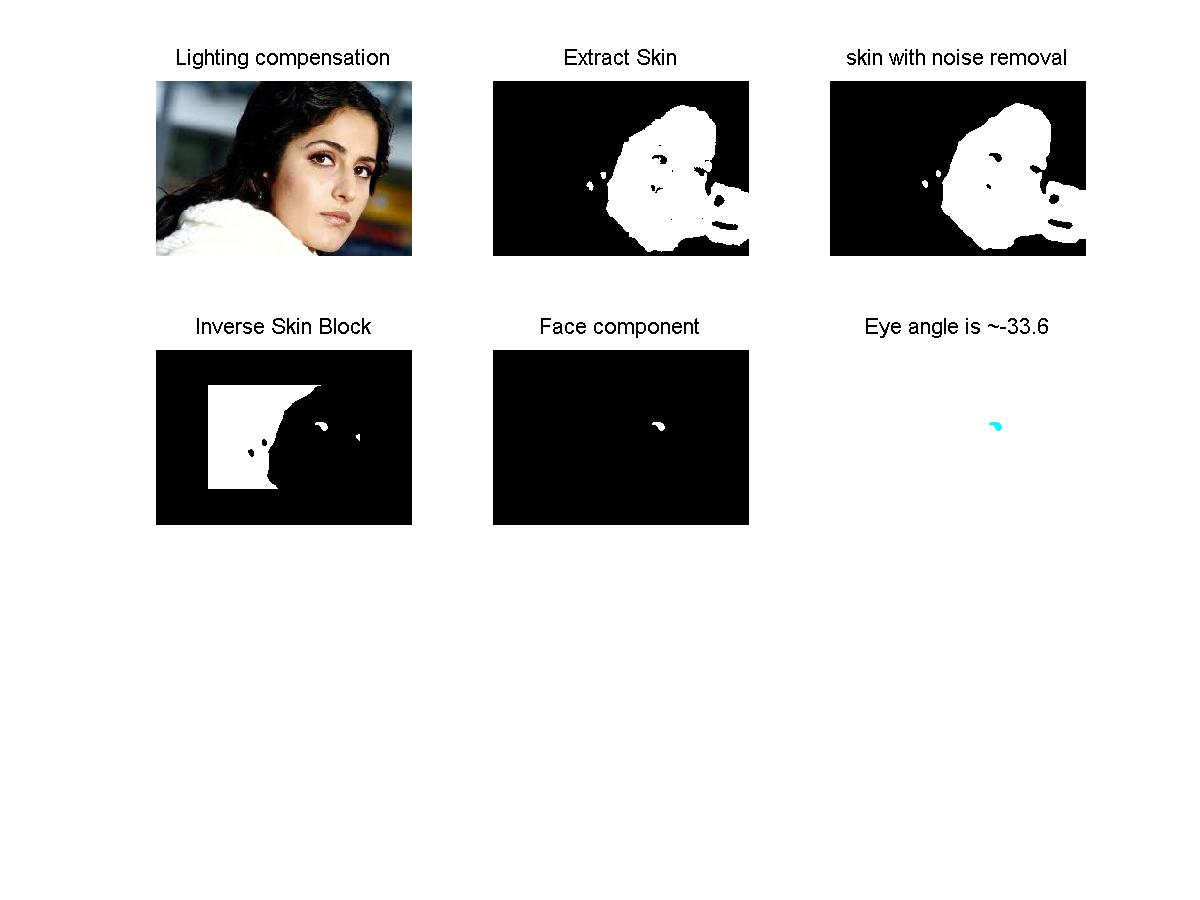 Lighting compensation
Extract Skin
skin with noise removal
Inverse Skin Block
Face component
Eye angle is ~-33.6